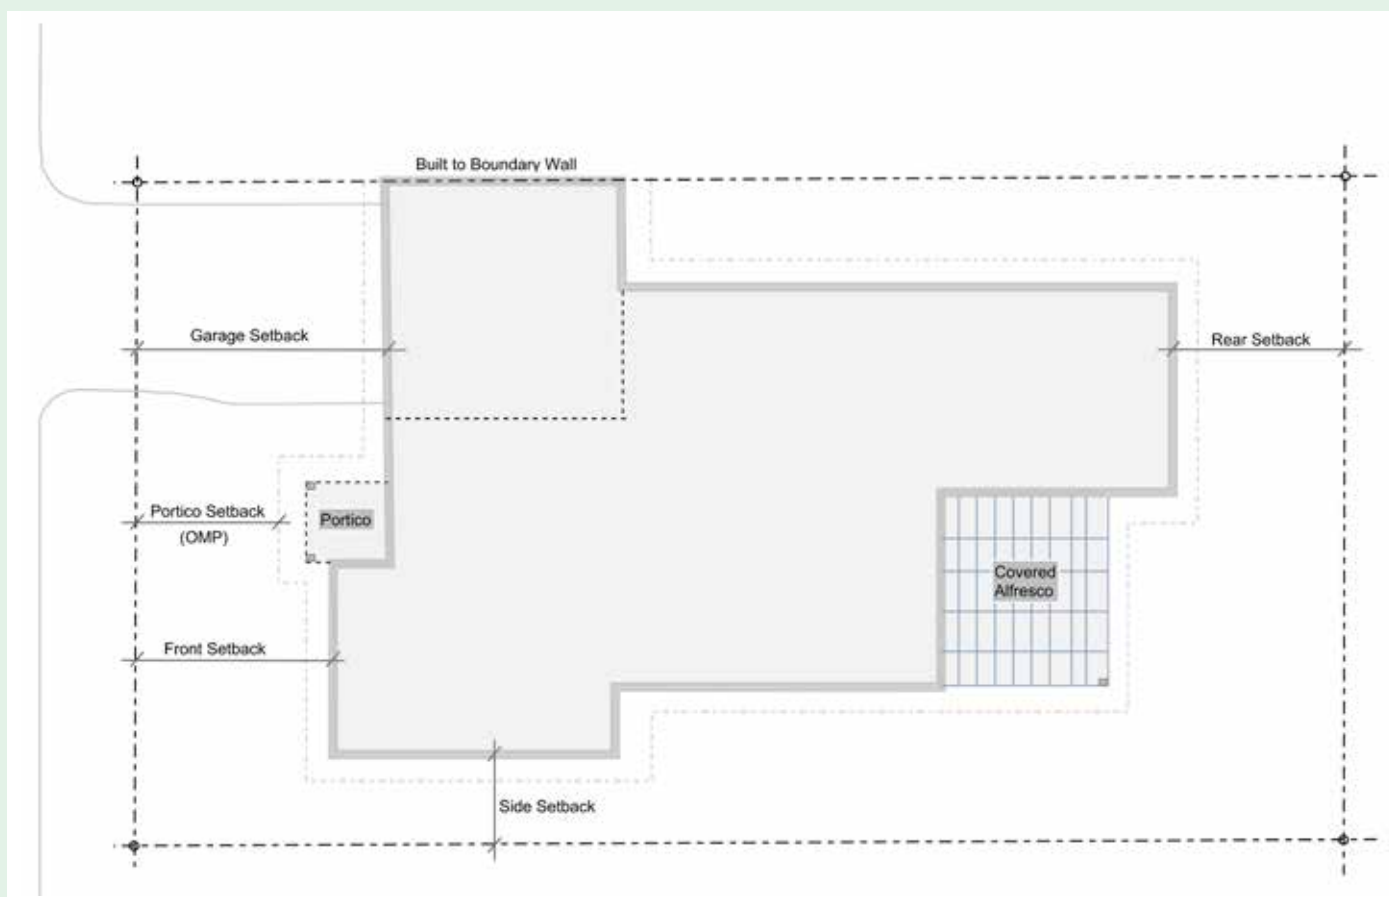 Built to Boundary Wall
Garage Setback
Rear Setback
Portico Setback
(OMP)
Portico
Covered
Alfresco
Front Setback
Side Setback